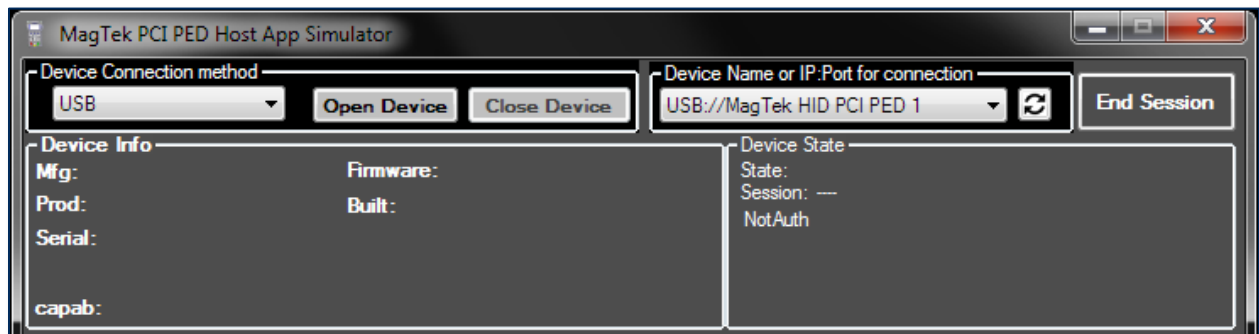 MagTek PCI PED Host App Simulator
Device Connection method
USB
Open Device
Close Device
Device Name or IP:Port for connection
USB://MagTek HID PCI PED 1
End Session
Device Info
Mfg:
Firmware:
Prod:
Built:
Serial:
capab:
Device State
State:
Session: ----
NotAuth